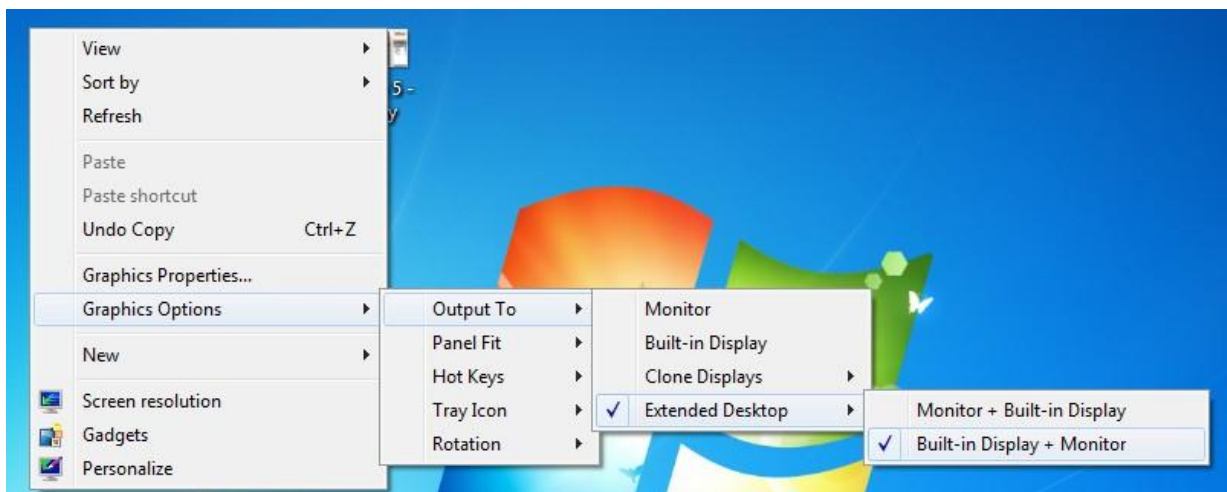 View
Sort by
Refresh
Paste
Paste shortcut
Undo Copy Ctrl+Z
Graphics Properties...
Graphics Options
New
Screen resolution
Gadgets
Personalize
Output To
Panel Fit
Hot Keys
Tray Icon
Rotation
Monitor
Built-in Display
Clone Displays
Extended Desktop
Monitor + Built-in Display
Built-in Display + Monitor
5 -
y